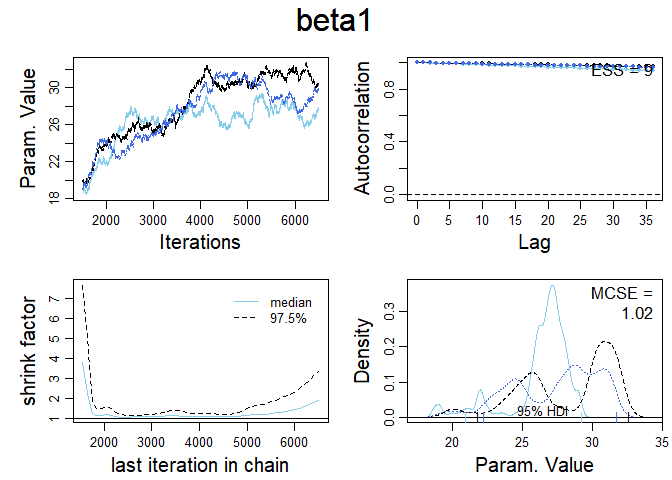 beta1
Param. Value
18 22 26 30
2000 3000 4000 5000 6000
Iterations
Autocorrelation
0.0 0.4 0.8
ESS = 9
0 5 10 15 20 25 30 35
Lag
shrink factor
1 2 3 4 5 6 7
median
97.5%
2000 3000 4000 5000 6000
last iteration in chain
Density
0.0 0.1 0.2 0.3
MCSE =
1.02
95% HDI
20 25 30 35
Param. Value